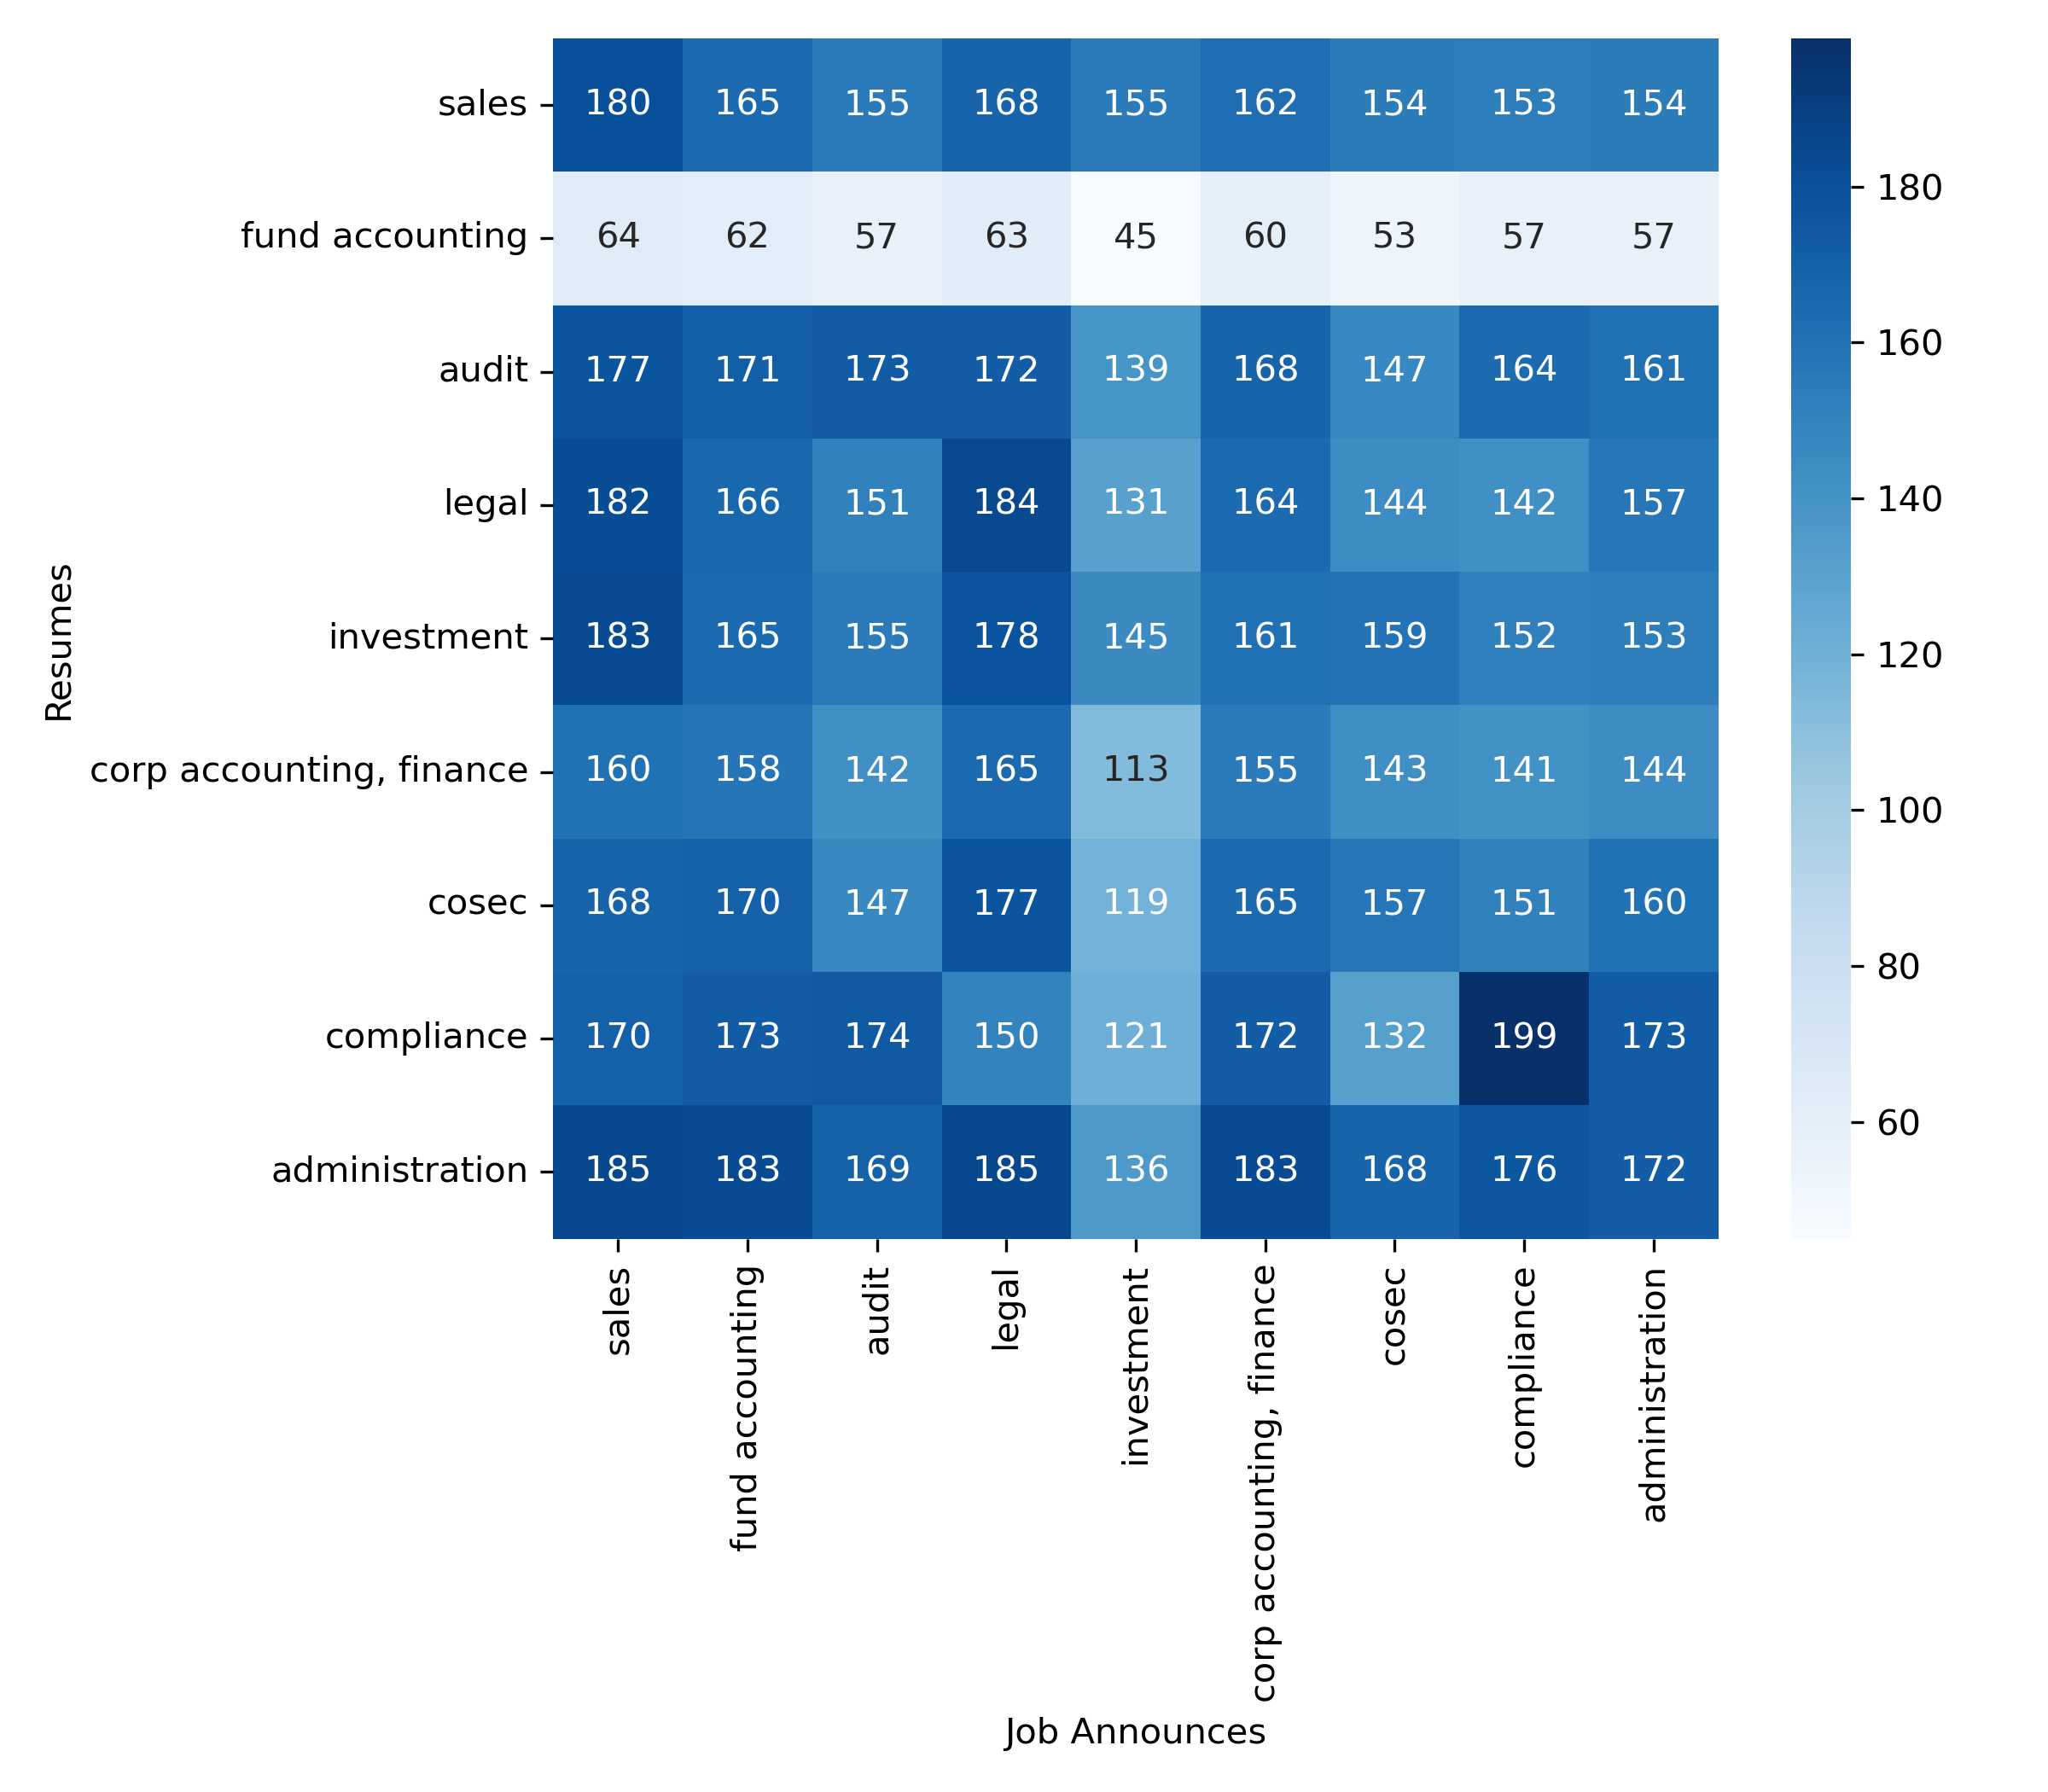 sales 180 165 155 168 155 162 154 153 154
fund accounting 64 62 57 63 45 60 53 57 57
audit 177 171 173 172 139 168 147 164 161
legal 182 166 151 184 131 164 144 142 157
investment 183 165 155 178 145 161 159 152 153
corp accounting, finance 160 158 142 165 113 155 143 141 144
cosec 168 170 147 177 119 165 157 151 160
compliance 170 173 174 150 121 172 132 199 173
administration 185 183 169 185 136 183 168 176 172
Resumes
sales
fund accounting
audit
legal
investment
corp accounting, finance
cosec
compliance
administration
Job Announces
180
160
140
120
100
80
60